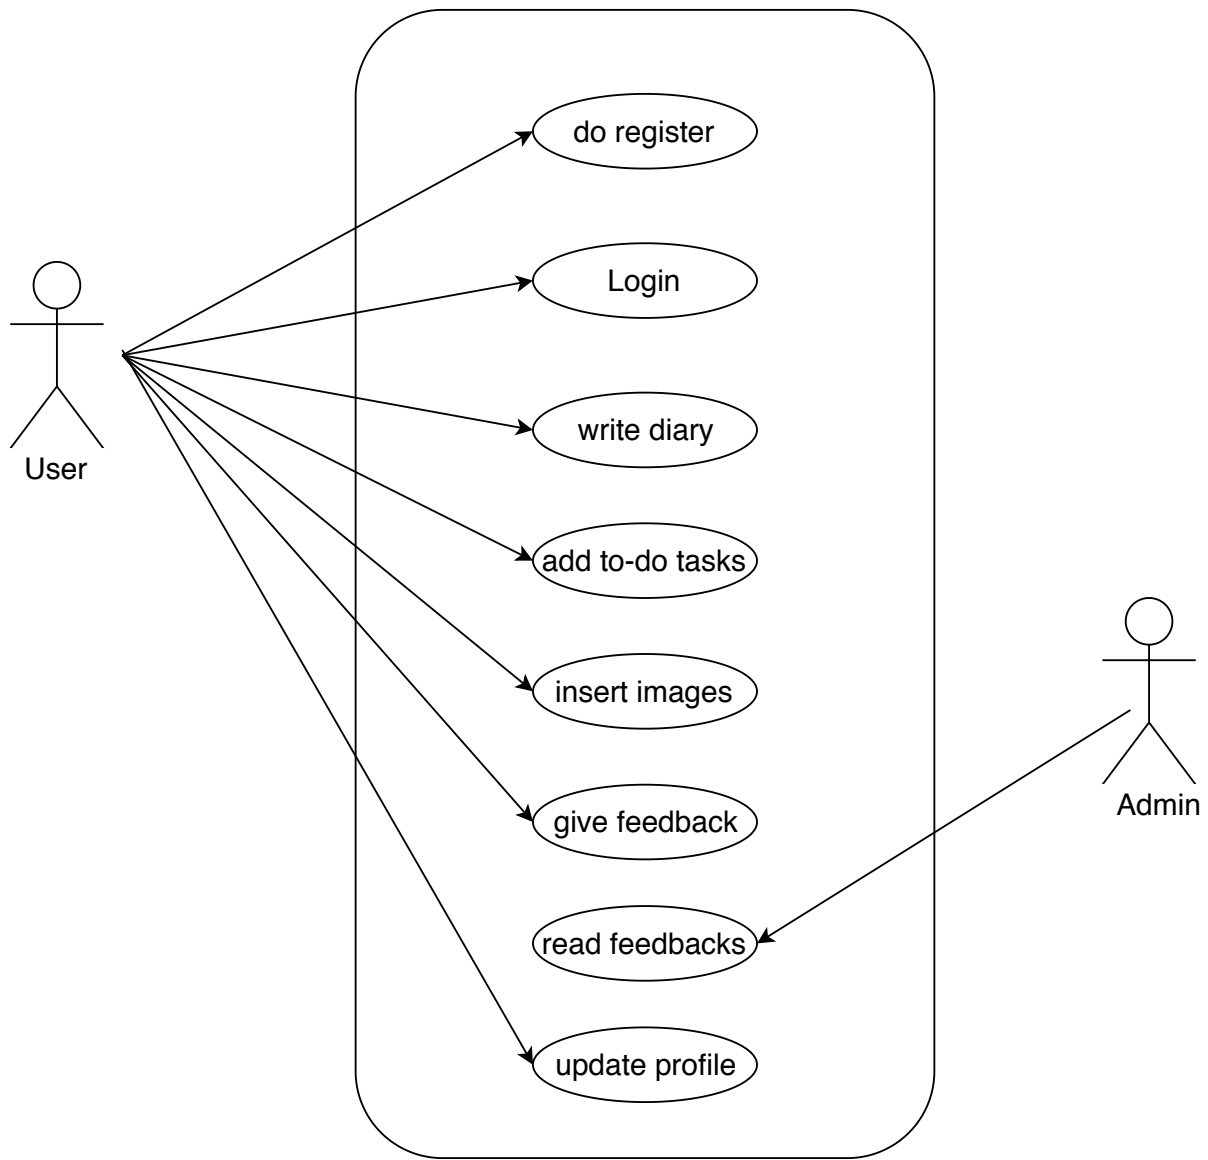 do register
Login
write diary
User
add to-do tasks
insert images
Admin
give feedback
read feedbacks
update profile